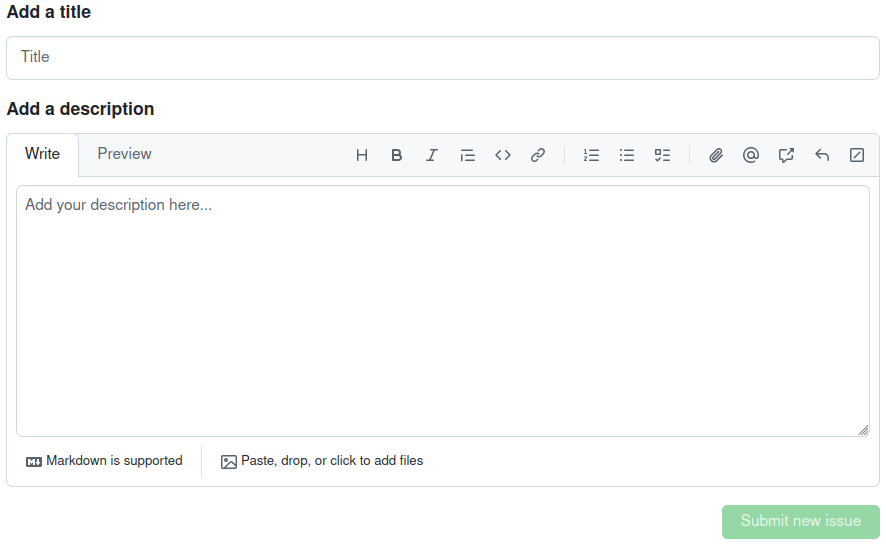 Add a title
Title
Add a description
Write Preview
Add your description here...
Markdown is supported Paste, drop, or click to add files
Submit new issue